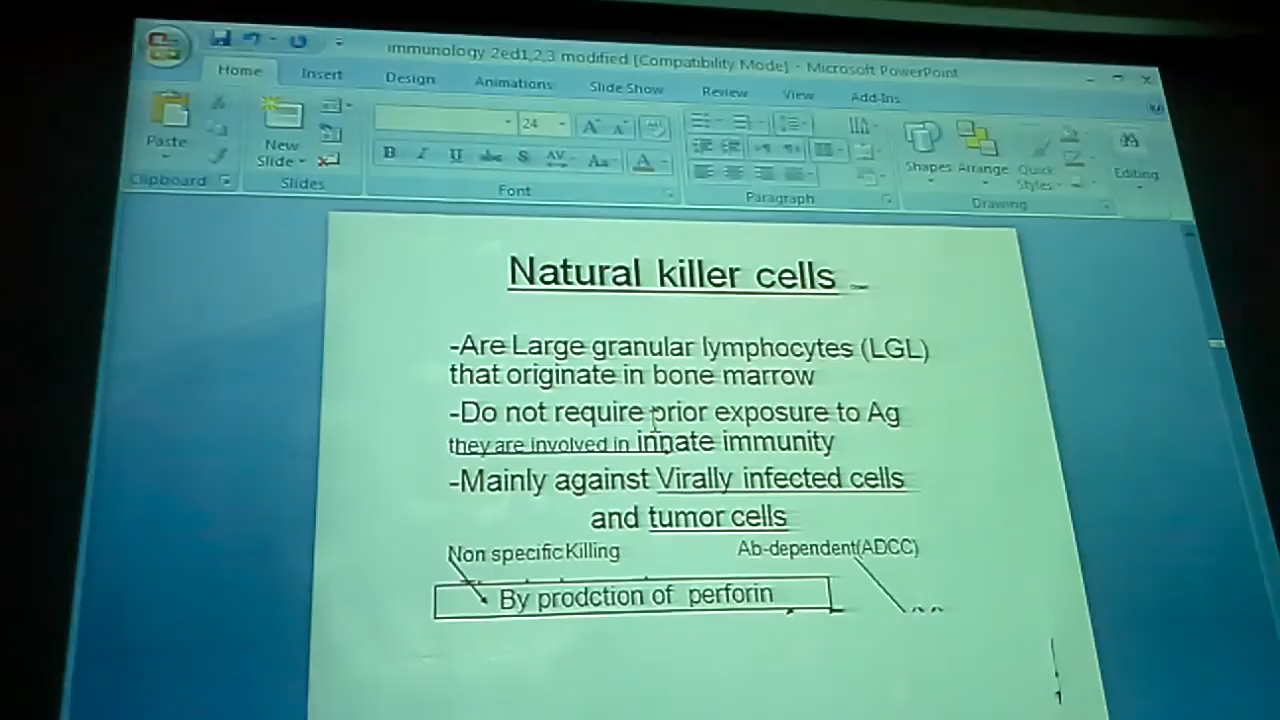 immunology 2ed1,2,3 modified [Compatibility Mode] - Microsoft PowerPoint
Home Insert Design Animations Slide Show Review View Add-Ins
Paste
New
Slide
24
B I U abc S AV Aa A
Shapes Arrange Quick
Styles
Editing
Clipboard Slides Font Paragraph Drawing
Natural killer cells
-Are Large granular lymphocytes (LGL)
that originate in bone marrow
-Do not require prior exposure to Ag
they are involved in innate immunity
-Mainly against Virally infected cells
and tumor cells
Non specific Killing Ab-dependent(ADCC)
By prodction of perforin